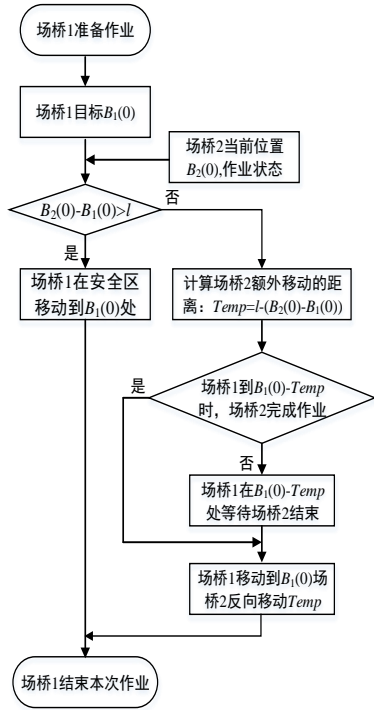 场桥1准备作业
场桥1目标B₁(0)
场桥2当前位置
B₂(0),作业状态
B₂(0)-B₁(0)>l
否
是
场桥1在安全区
移动到B₁(0)处
计算场桥2额外移动的距
离：Temp=l-(B₂(0)-B₁(0))
场桥1到B₁(0)-Temp
时，场桥2完成作业
是
否
场桥1在B₁(0)-Temp
处等待场桥2结束
场桥1移动到B₁(0)场
桥2反向移动Temp
场桥1结束本次作业